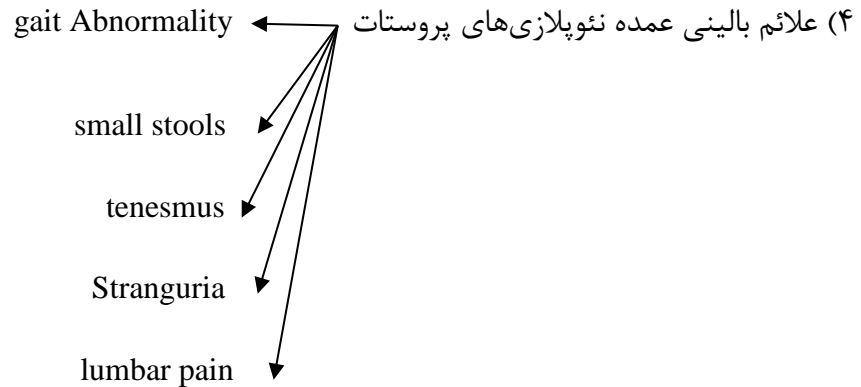 ۴) علائم بالینی عمده نئوپلازی‌های پروستات
gait Abnormality
small stools
tenesmus
Stranguria
lumbar pain